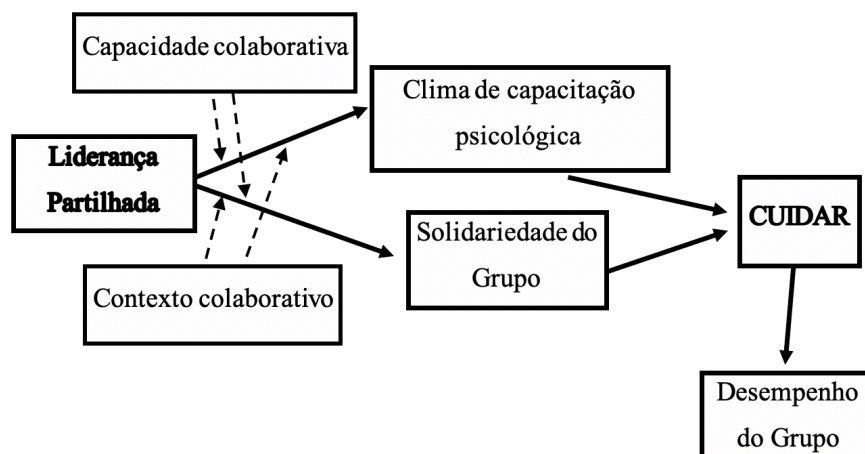 Capacidade colaborativa
Clima de capacitação
psicológica
Liderança
Partilhada
CUIDAR
Solidariedade do
Grupo
Contexto colaborativo
Desempenho
do Grupo